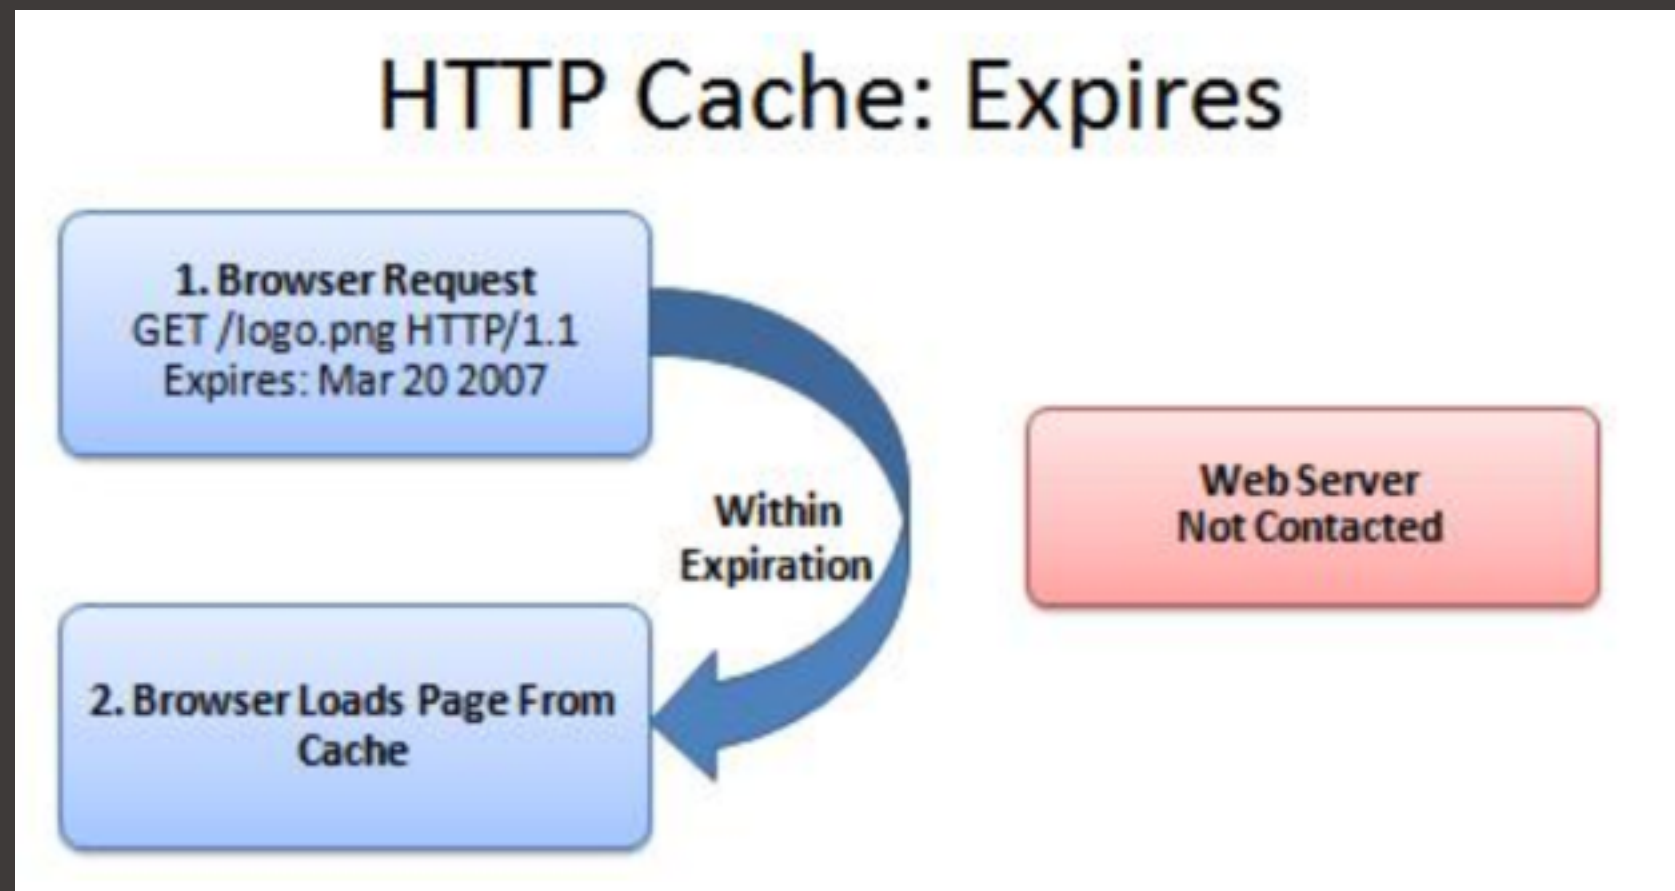 HTTP Cache: Expires
1. Browser Request
GET /logo.png HTTP/1.1
Expires: Mar 20 2007
Within
Expiration
Web Server
Not Contacted
2. Browser Loads Page From
Cache